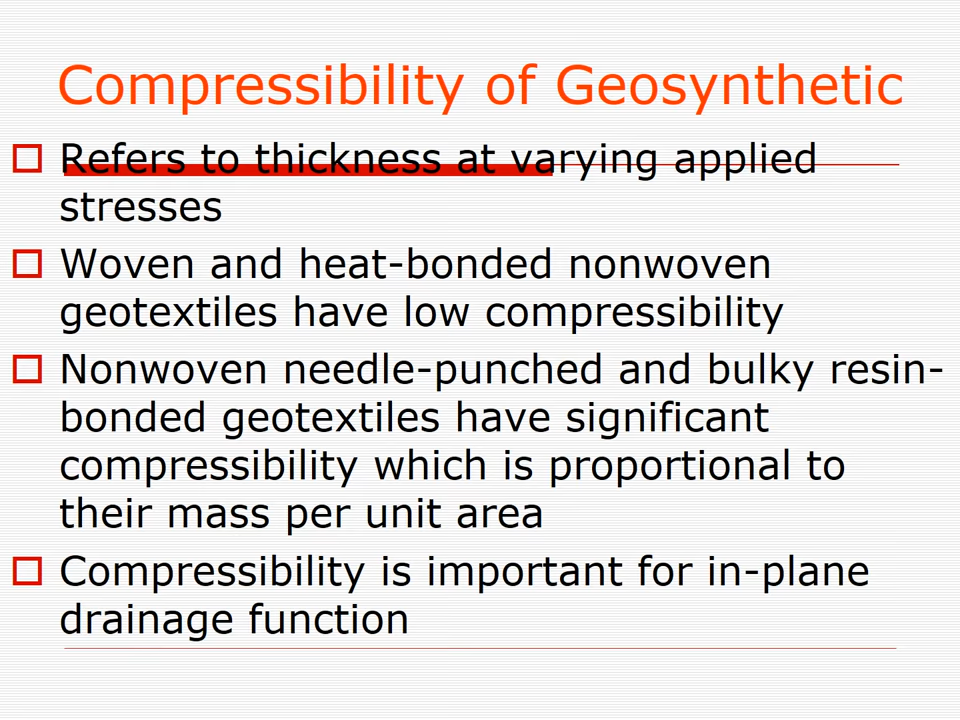 Compressibility of Geosynthetic
Refers to thickness at varying applied
stresses
Woven and heat-bonded nonwoven
geotextiles have low compressibility
Nonwoven needle-punched and bulky resin-
bonded geotextiles have significant
compressibility which is proportional to
their mass per unit area
Compressibility is important for in-plane
drainage function